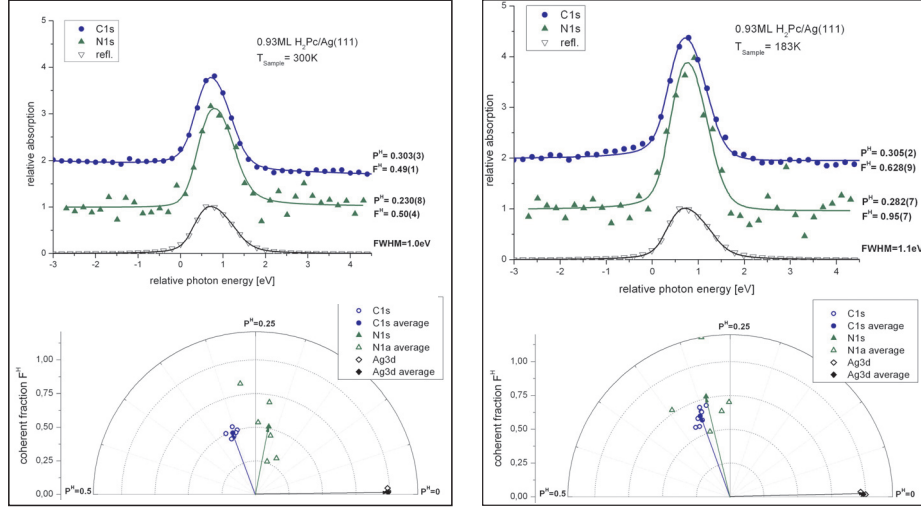 C1s
N1s
refl.
0.93ML H₂Pc/Ag(111)
T_Sample = 300K
5
4
3
2
1
0
relative absorption
Pᴴ= 0.303(3)
Fᴴ= 0.49(1)
Pᴴ= 0.230(8)
Fᴴ= 0.50(4)
FWHM=1.0eV
-3 -2 -1 0 1 2 3 4
relative photon energy [eV]
C1s
C1s average
N1s
N1a average
Ag3d
Ag3d average
Pᴴ=0.25
1,00
0,75
0,50
0,25
0,00
coherent fraction Fᴴ
Pᴴ=0.5
Pᴴ=0
C1s
N1s
refl.
0.93ML H₂Pc/Ag(111)
T_Sample = 183K
5
4
3
2
1
0
relative absorption
Pᴴ= 0.305(2)
Fᴴ= 0.628(9)
Pᴴ= 0.282(7)
Fᴴ= 0.95(7)
FWHM=1.1eV
-3 -2 -1 0 1 2 3 4
relative photon energy [eV]
C1s
C1s average
N1s
N1a average
Ag3d
Ag3d average
Pᴴ=0.25
1,00
0,75
0,50
0,25
0,00
coherent fraction Fᴴ
Pᴴ=0.5
Pᴴ=0